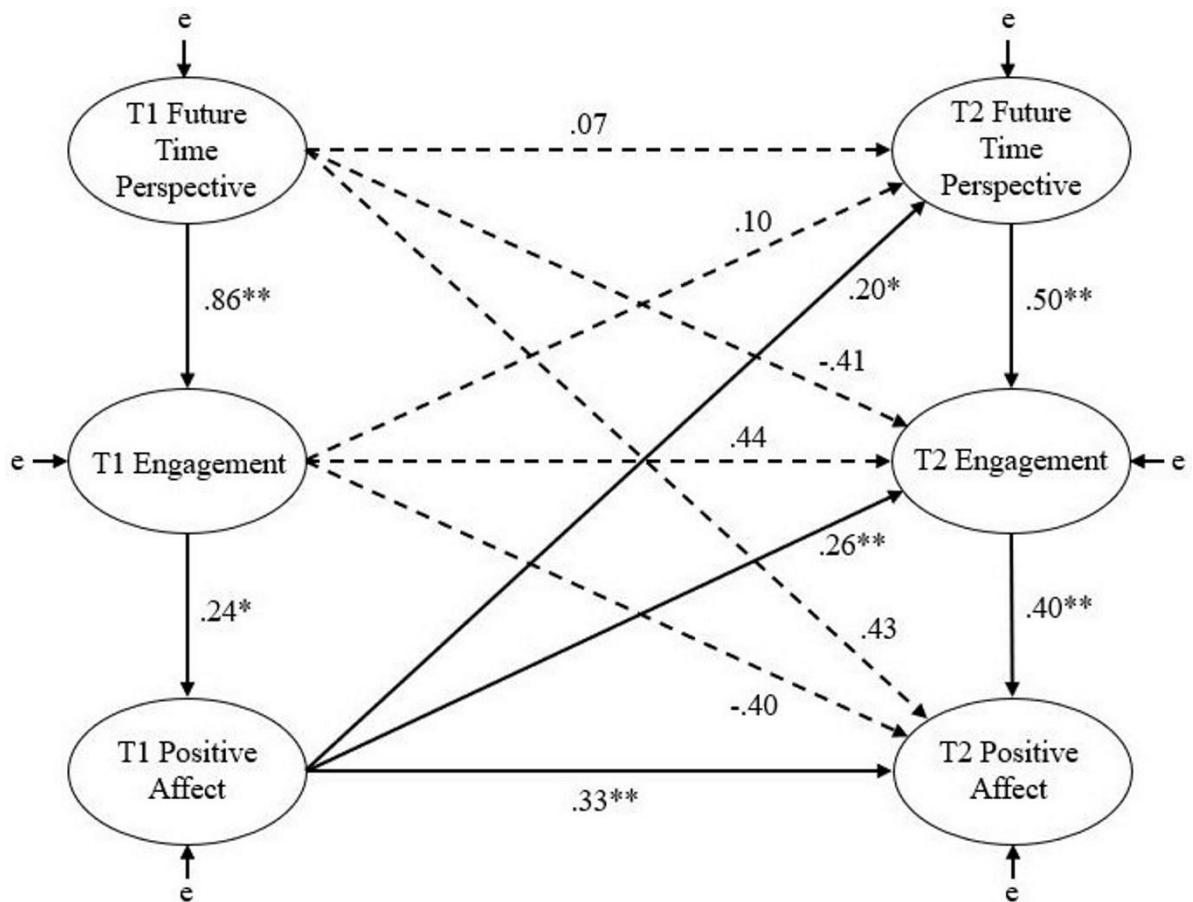 e
e
T1 Future
Time
Perspective
T2 Future
Time
Perspective
.07
.10
.20*
.86**
.50**
-.41
e
T1 Engagement
.44
T2 Engagement
e
.26**
.24*
.40**
.43
-.40
T1 Positive
Affect
T2 Positive
Affect
.33**
e
e